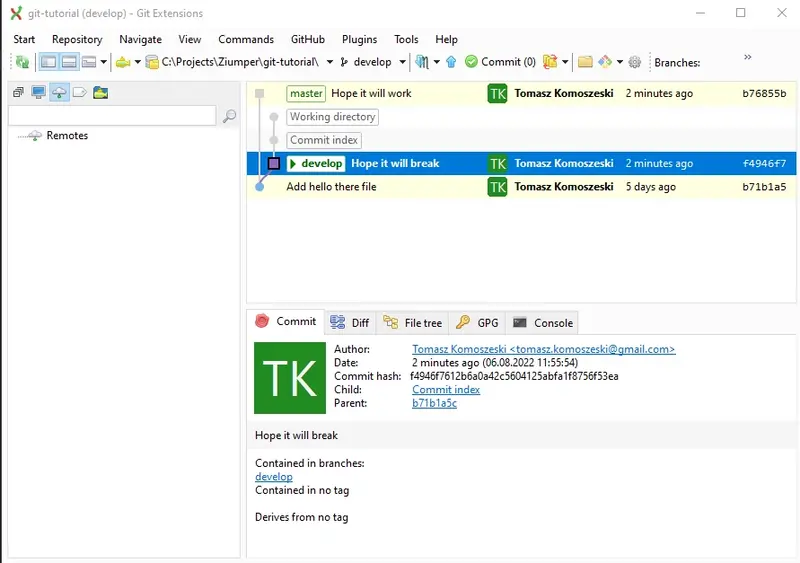 git-tutorial (develop) - Git Extensions
Start Repository Navigate View Commands GitHub Plugins Tools Help
C:\Projects\Ziumper\git-tutorial\ develop Commit (0) Branches: »
master Hope it will work TK Tomasz Komoszeski 2 minutes ago b76855b
Working directory
Commit index
develop Hope it will break TK Tomasz Komoszeski 2 minutes ago f4946f7
Add hello there file TK Tomasz Komoszeski 5 days ago b71b1a5
Remotes
Commit Diff File tree GPG Console
TK
Author: Tomasz Komoszeski <tomasz.komoszeski@gmail.com>
Date: 2 minutes ago (06.08.2022 11:55:54)
Commit hash: f4946f7612b6a0a42c5604125abfa1f8756f53ea
Child: Commit index
Parent: b71b1a5c
Hope it will break
Contained in branches:
develop
Contained in no tag
Derives from no tag